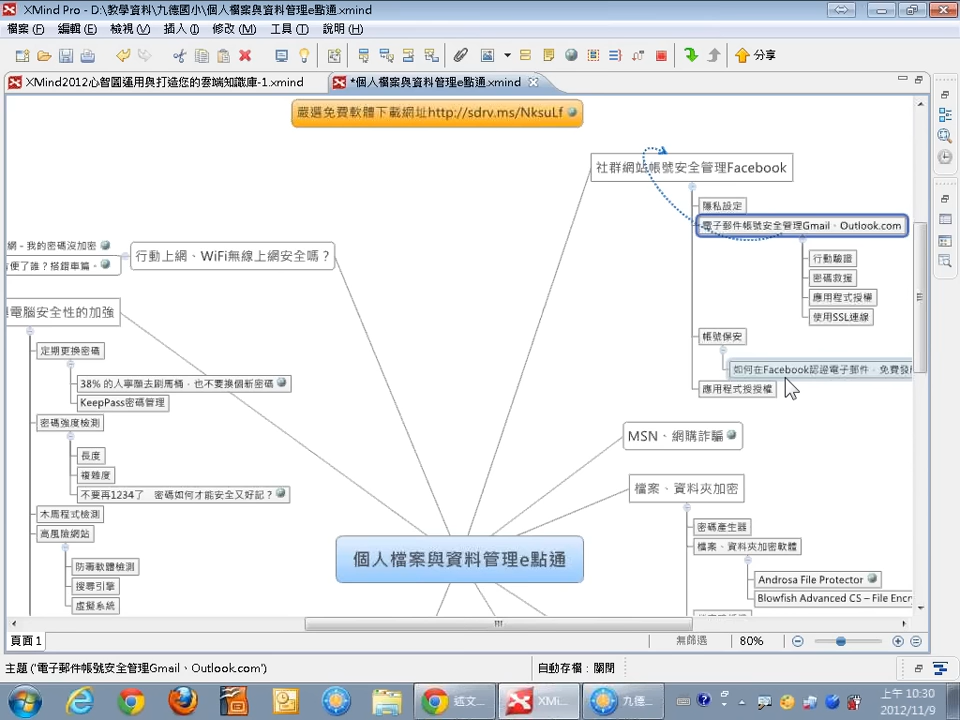 XMind Pro - D:\教學資料\九德國小\個人檔案與資料管理e點通.xmind
檔案 (F) 編輯 (E) 檢視 (V) 插入 (I) 修改 (M) 工具 (T) 說明 (H)
分享
XMind2012心智圖運用與打造您的雲端知識庫-1.xmind
*個人檔案與資料管理e點通.xmind
嚴選免費軟體下載網址http://sdrv.ms/NksuLf
社群網站帳號安全管理Facebook
隱私設定
電子郵件帳號安全管理Gmail、Outlook.com
行動驗證
密碼救援
應用程式授權
使用SSL連線
帳號保安
如何在Facebook認證電子郵件，免費發
應用程式授授權
網－我的密碼沒加密
方便了誰？搭錯車篇。
行動上網、WiFi無線上網安全嗎？
電腦安全性的加強
定期更換密碼
38% 的人寧願去刷馬桶，也不要換個新密碼
KeepPass密碼管理
密碼強度檢測
長度
複雜度
不要再1234了　密碼如何才能安全又好記？
木馬程式檢測
高風險網站
防毒軟體檢測
搜尋引擎
虛擬系統
MSN、網購詐騙
檔案、資料夾加密
密碼產生器
檔案、資料夾加密軟體
Androsa File Protector
Blowfish Advanced CS – File Encr
個人檔案與資料管理e點通
頁面 1
無篩選
80%
主題 ('電子郵件帳號安全管理Gmail、Outlook.com')
自動存檔：關閉
述文...
XMi...
九德...
上午 10:30
2012/11/9